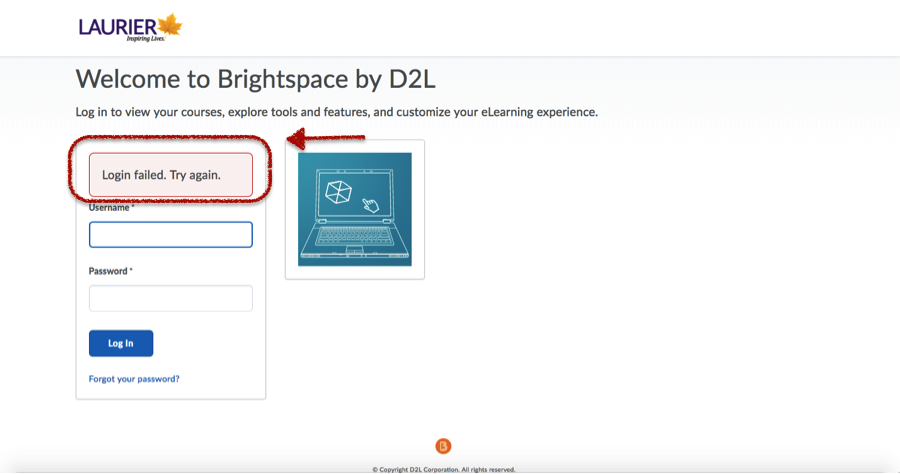 LAURIER
Inspiring Lives.
Welcome to Brightspace by D2L
Log in to view your courses, explore tools and features, and customize your eLearning experience.
Login failed. Try again.
Username *
Password *
Log In
Forgot your password?
B
© Copyright D2L Corporation. All rights reserved.